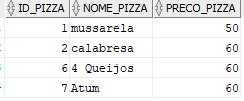 ID_PIZZA NOME_PIZZA PRECO_PIZZA
1 mussarela 50
2 calabresa 60
6 4 Queijos 60
7 Atum 60